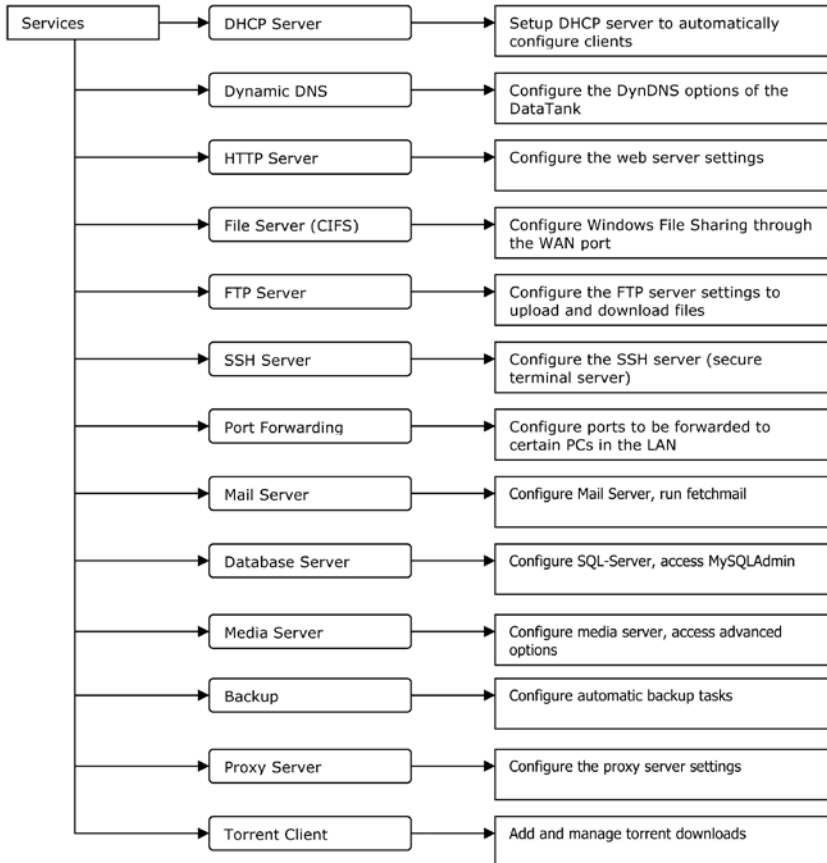 Services
DHCP Server
Setup DHCP server to automatically
configure clients
Dynamic DNS
Configure the DynDNS options of the
DataTank
HTTP Server
Configure the web server settings
File Server (CIFS)
Configure Windows File Sharing through
the WAN port
FTP Server
Configure the FTP server settings to
upload and download files
SSH Server
Configure the SSH server (secure
terminal server)
Port Forwarding
Configure ports to be forwarded to
certain PCs in the LAN
Mail Server
Configure Mail Server, run fetchmail
Database Server
Configure SQL-Server, access MySQLAdmin
Media Server
Configure media server, access advanced
options
Backup
Configure automatic backup tasks
Proxy Server
Configure the proxy server settings
Torrent Client
Add and manage torrent downloads